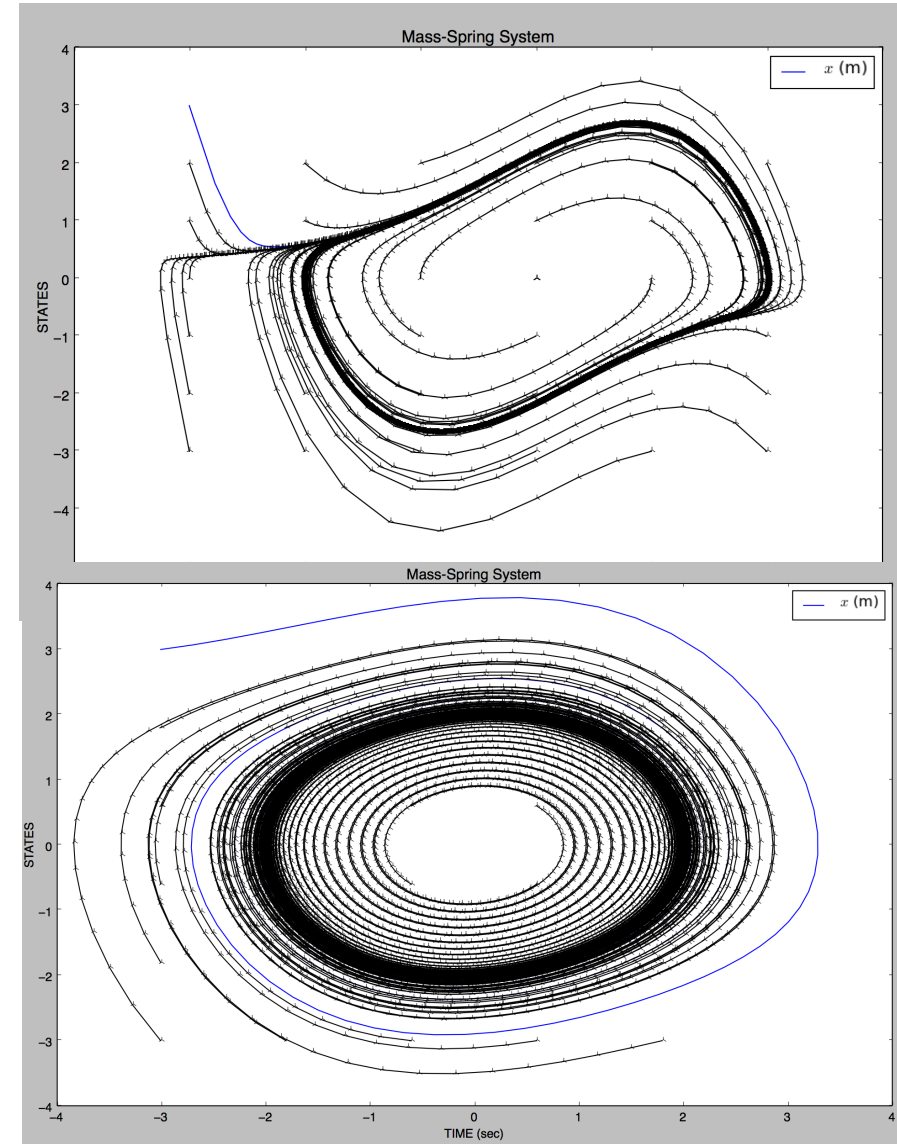 Mass-Spring System
4
x (m)
3
2
1
0
STATES
−1
−2
−3
−4
Mass-Spring System
4
x (m)
3
2
1
0
STATES
−1
−2
−3
−4
−4 −3 −2 −1 0 1 2 3 4
TIME (sec)